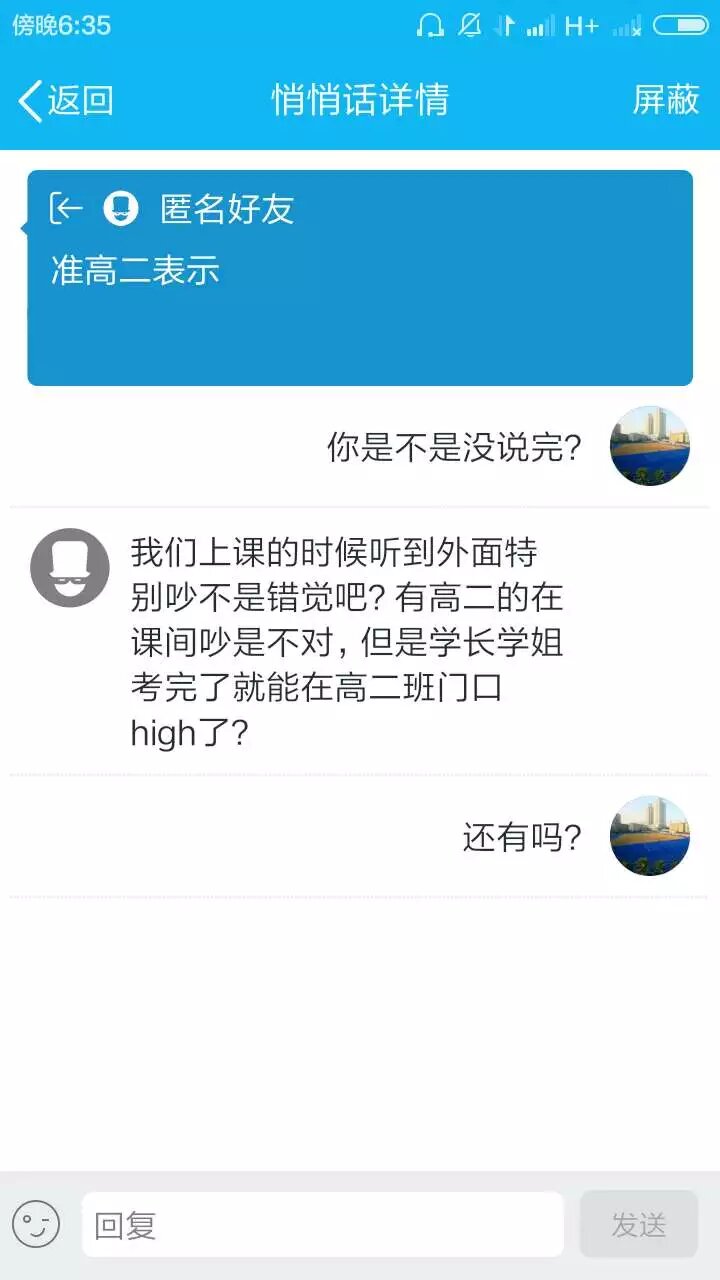 傍晚6:35
H+
返回
悄悄话详情
屏蔽
匿名好友
准高二表示
你是不是没说完?
我们上课的时候听到外面特
别吵不是错觉吧? 有高二的在
课间吵是不对，但是学长学姐
考完了就能在高二班门口
high了?
还有吗?
回复
发送